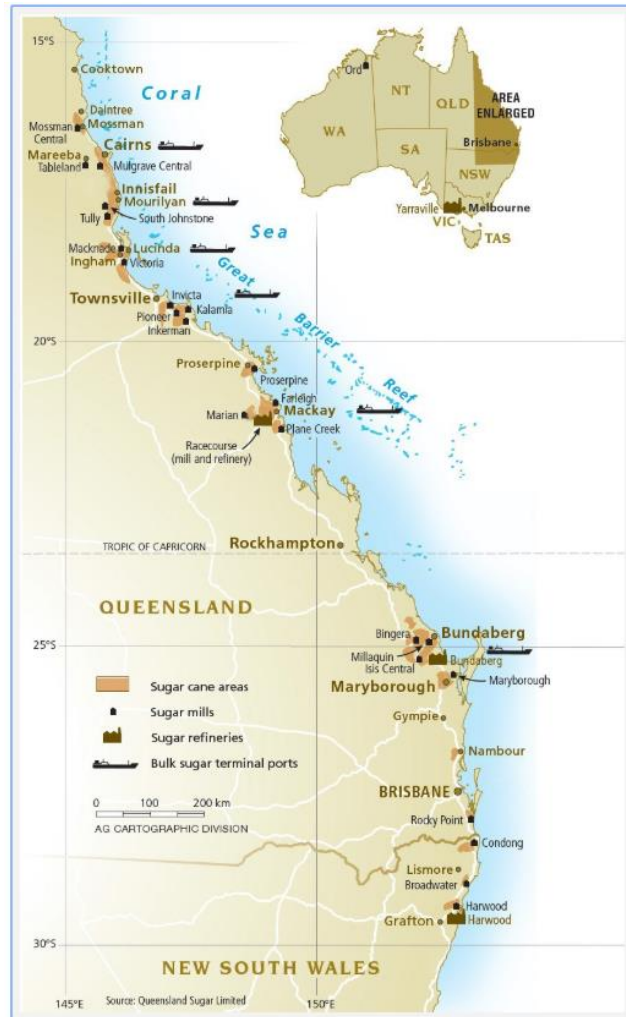 15°S
Cooktown
Coral
Daintree
Mossman
Mossman
Central
Cairns
Mareeba
Tableland
Mulgrave Central
Innisfail
Mourilyan
South Johnstone
Tully
Sea
Macknade
Lucinda
Ingham
Victoria
Great
Townsville
Invicta
Pioneer
Kalamia
Inkerman
Barrier
20°S
Reef
Proserpine
Proserpine
Farleigh
Marian
Mackay
Plane Creek
Racecourse
(mill and refinery)
Rockhampton
TROPIC OF CAPRICORN
QUEENSLAND
Bingera
Bundaberg
25°S
Millaquin
Isis Central
Bundaberg
Maryborough
Maryborough
Gympie
Nambour
BRISBANE
Rocky Point
Condong
Lismore
Broadwater
Harwood
Grafton
Harwood
30°S
NEW SOUTH WALES
145°E
Source: Queensland Sugar Limited
150°E
Ord
NT
QLD
AREA
ENLARGED
WA
SA
Brisbane
NSW
Yarraville
Melbourne
VIC
TAS
Sugar cane areas
Sugar mills
Sugar refineries
Bulk sugar terminal ports
0 100 200 km
AG CARTOGRAPHIC DIVISION